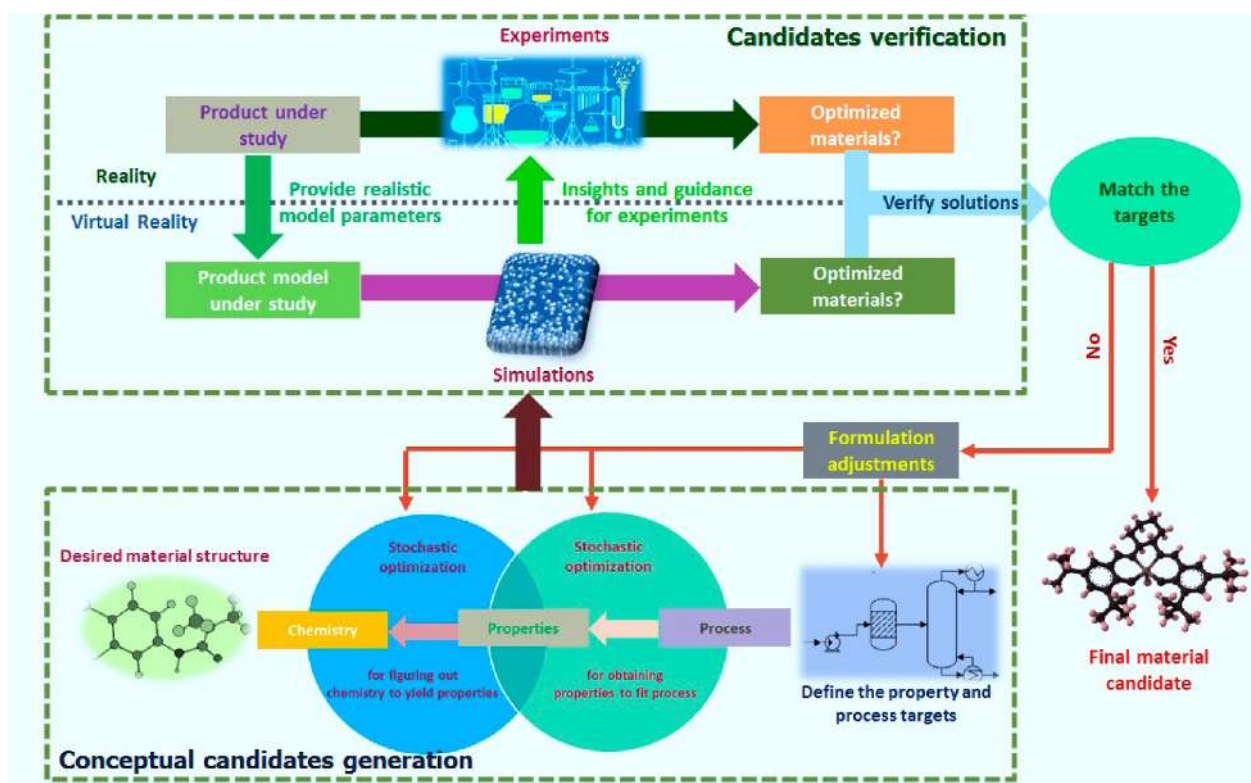 Experiments
Candidates verification
Product under
study
Optimized
materials?
Reality
Virtual Reality
Provide realistic
model parameters
Insights and guidance
for experiments
Verify solutions
Match the
targets
Product model
under study
Optimized
materials?
Simulations
No
Yes
Formulation
adjustments
Desired material structure
Stochastic
optimization
Stochastic
optimization
Chemistry
Properties
Process
for figuring out
chemistry to yield properties
for obtaining
properties to fit process
Define the property and
process targets
Final material
candidate
Conceptual candidates generation